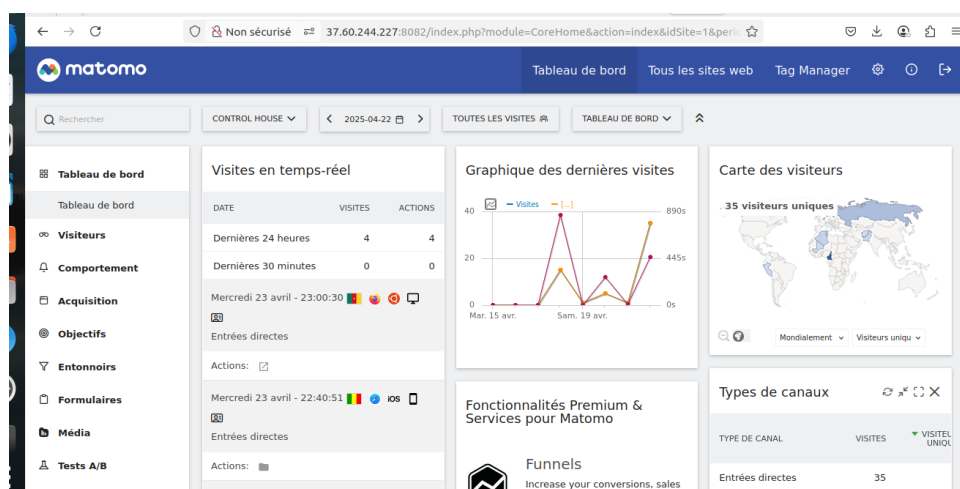 Non sécurisé 37.60.244.227:8082/index.php?module=CoreHome&action=index&idSite=1&peri
matomo
Tableau de bord Tous les sites web Tag Manager
Rechercher
CONTROL HOUSE 2025-04-22 TOUTES LES VISITES TABLEAU DE BORD
Tableau de bord
Tableau de bord
Visiteurs
Comportement
Acquisition
Objectifs
Entonnoirs
Formulaires
Média
Tests A/B
Visites en temps-réel
DATE VISITES ACTIONS
Dernières 24 heures 4 4
Dernières 30 minutes 0 0
Mercredi 23 avril - 23:00:30
Entrées directes
Actions:
Mercredi 23 avril - 22:40:51 iOS
Entrées directes
Actions:
Graphique des dernières visites
Visites [...]
40 890s
20 445s
0 0s
Mar. 15 avr. Sam. 19 avr.
Fonctionnalités Premium &
Services pour Matomo
Funnels
Increase your conversions, sales
Carte des visiteurs
35 visiteurs uniques
Mondialement Visiteurs uniqu
Types de canaux
TYPE DE CANAL VISITES VISITEU
UNIQU
Entrées directes 35